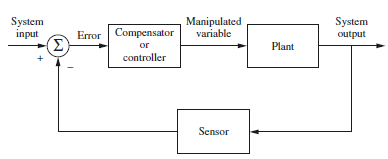 System
input
Error
Compensator
or
controller
Manipulated
variable
Plant
System
output
Σ
+
−
Sensor